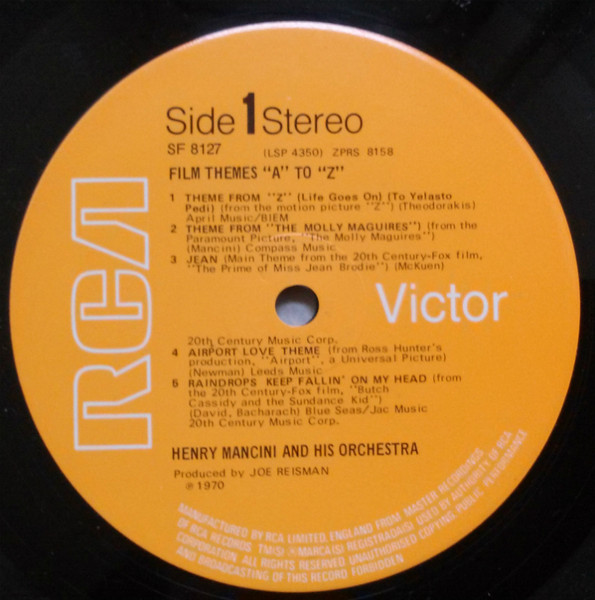 Side 1 Stereo
SF 8127
(LSP 4350) ZPRS 8158
FILM THEMES "A" TO "Z"
1 THEME FROM "Z" (Life Goes On) (To Yelasto
Pedi) (from the motion picture "Z") (Theodorakis)
April Music/BIEM
2 THEME FROM "THE MOLLY MAGUIRES") (from the
Paramount Picture, "The Molly Maguires")
(Mancini) Compass Music
3 JEAN (Main Theme from the 20th Century-Fox film,
"The Prime of Miss Jean Brodie") (McKuen)
RCA
Victor
20th Century Music Corp.
4 AIRPORT LOVE THEME (from Ross Hunter's
production, "Airport", a Universal Picture)
(Newman) Leeds Music
5 RAINDROPS KEEP FALLIN' ON MY HEAD (from
the 20th Century-Fox film, "Butch
Cassidy and the Sundance Kid")
(David, Bacharach) Blue Seas/Jac Music
20th Century Music Corp.
HENRY MANCINI AND HIS ORCHESTRA
Produced by JOE REISMAN
℗ 1970
MANUFACTURED BY RCA LIMITED, ENGLAND FROM MASTER RECORDINGS
OF RCA RECORDS. TM(S) ® MARCA(S) REGISTRADA(S) USED BY AUTHORITY OF RCA
CORPORATION. ALL RIGHTS RESERVED. UNAUTHORISED COPYING, PUBLIC PERFORMANCE
AND BROADCASTING OF THIS RECORD FORBIDDEN